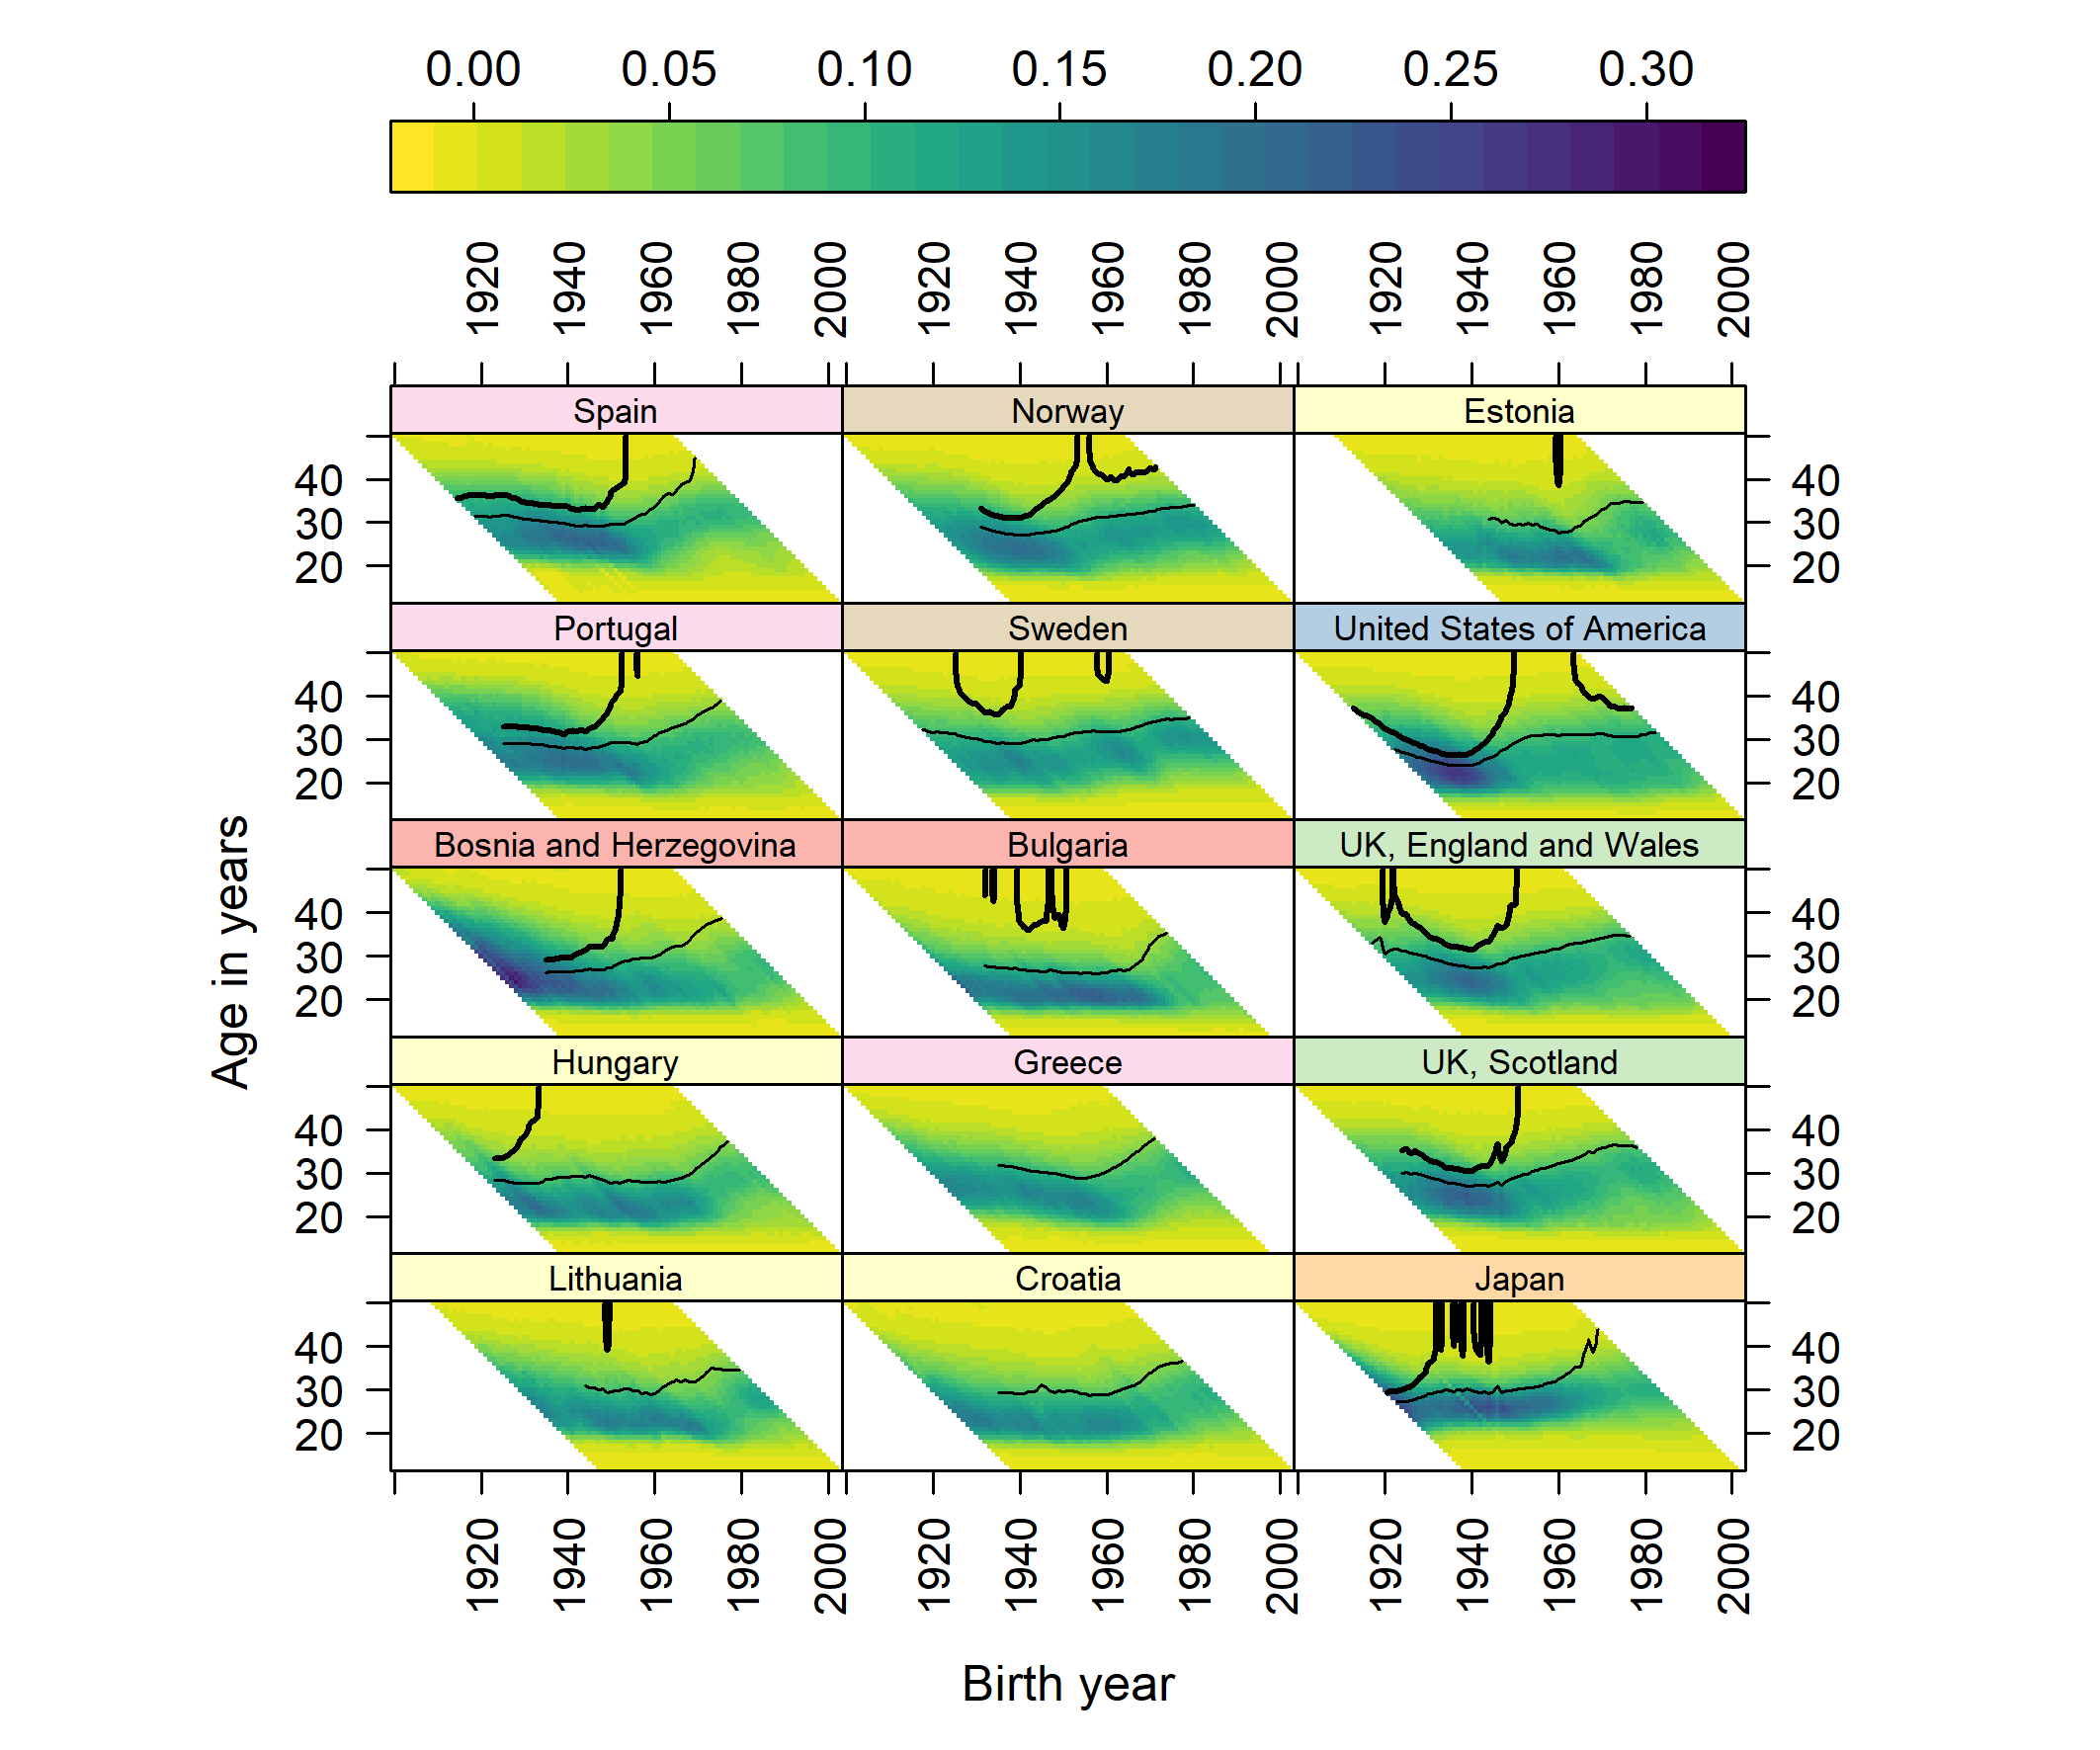 0.00 0.05 0.10 0.15 0.20 0.25 0.30
1920 1940 1960 1980 2000 1920 1940 1960 1980 2000 1920 1940 1960 1980 2000
Spain Norway Estonia
40 40
30 30
20 20
Portugal Sweden United States of America
40 40
30 30
20 20
Bosnia and Herzegovina Bulgaria UK, England and Wales
40 40
30 30
20 20
Hungary Greece UK, Scotland
40 40
30 30
20 20
Lithuania Croatia Japan
40 40
30 30
20 20
1920 1940 1960 1980 2000 1920 1940 1960 1980 2000 1920 1940 1960 1980 2000
Age in years
Birth year